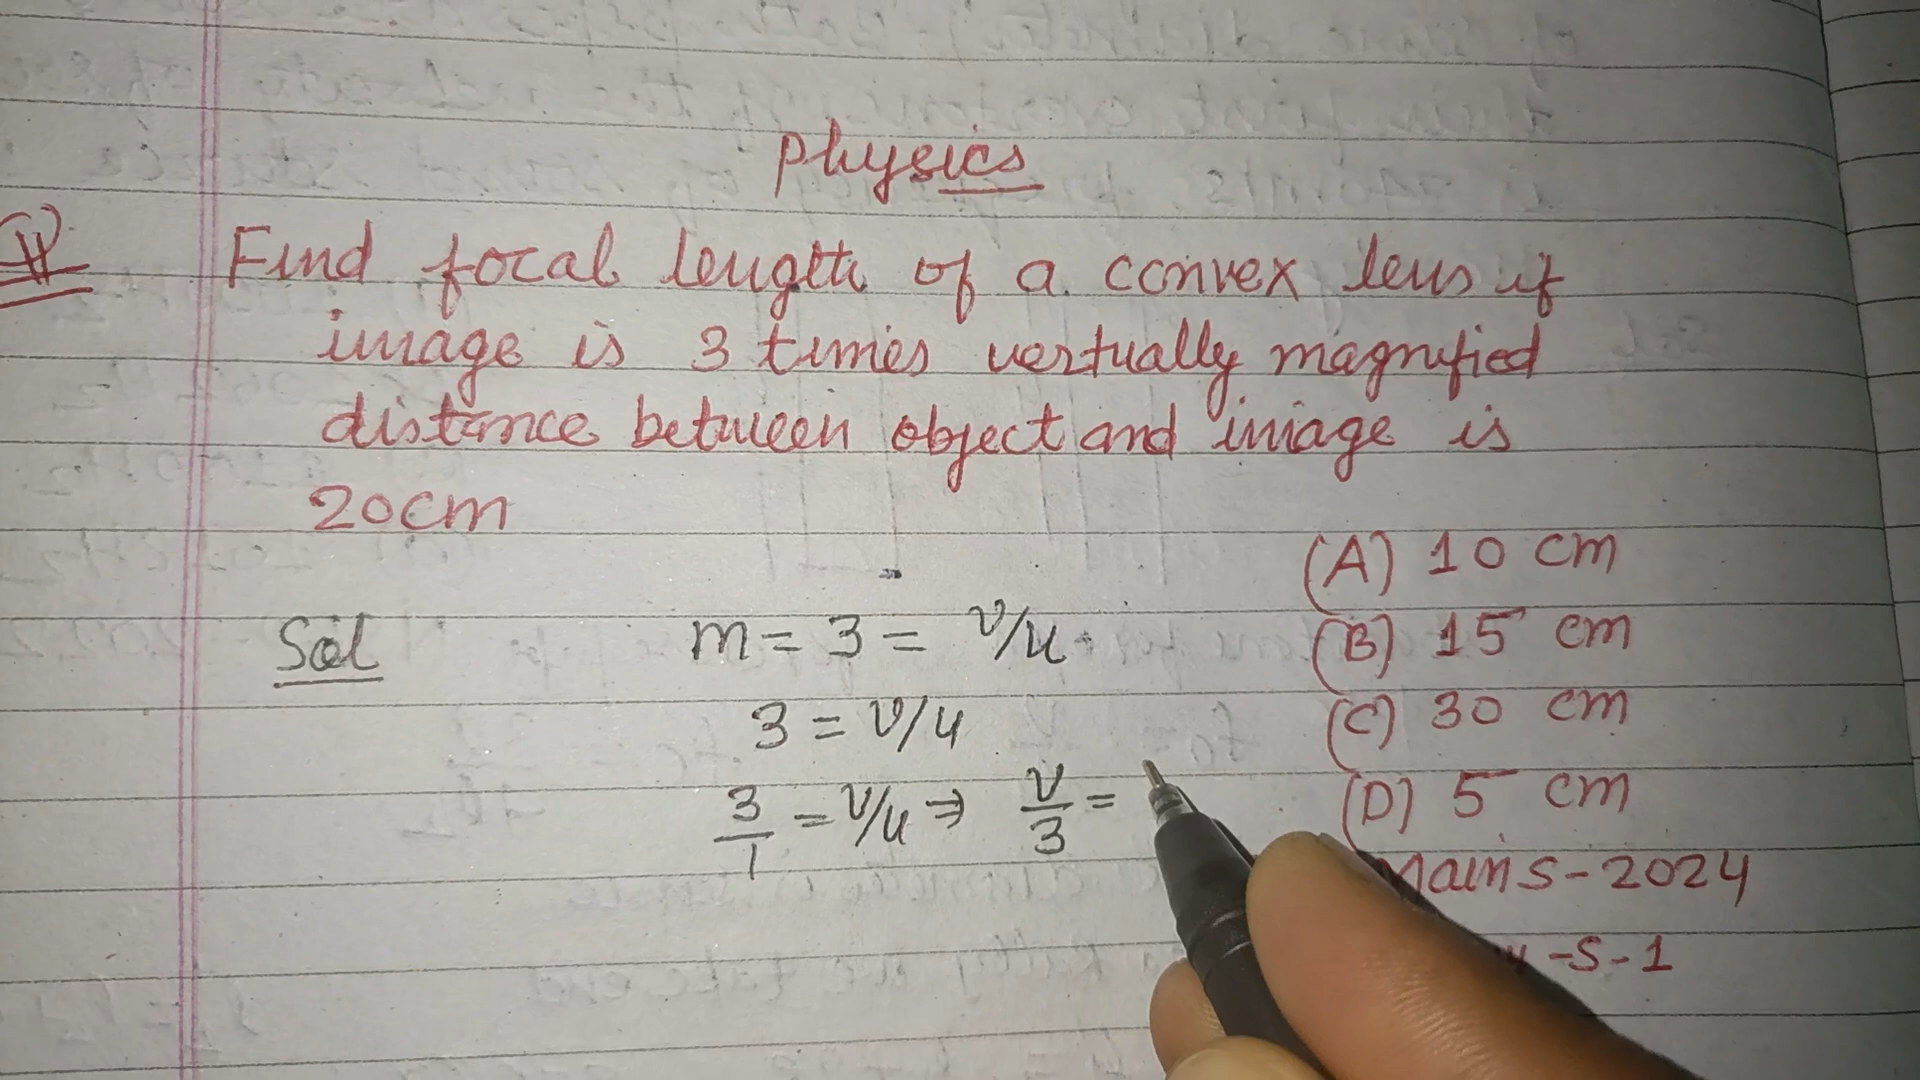 Physics
Q Find focal length of a convex lens if
image is 3 times vertually magnified
distance between object and image is
20cm
(A) 10 cm
(B) 15 cm
(C) 30 cm
(D) 5 cm
Mains-2024
-S-1
Sol m = 3 = v/u
3 = v/u
3/1 = v/u ⇒ v/3 =